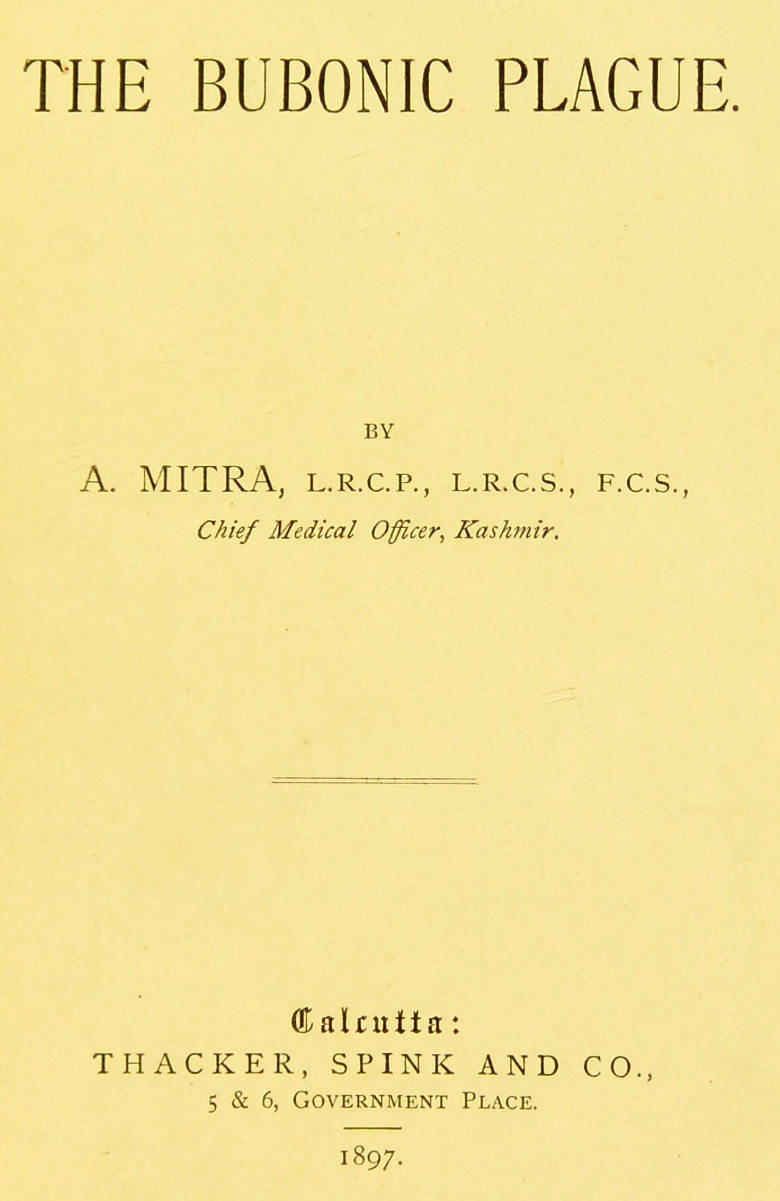 THE BUBONIC PLAGUE.
BY
A. MITRA, L.R.C.P., L.R.C.S., F.C.S.,
Chief Medical Officer, Kashmir.
Calcutta:
THACKER, SPINK AND CO.,
5 & 6, GOVERNMENT PLACE.
1897.